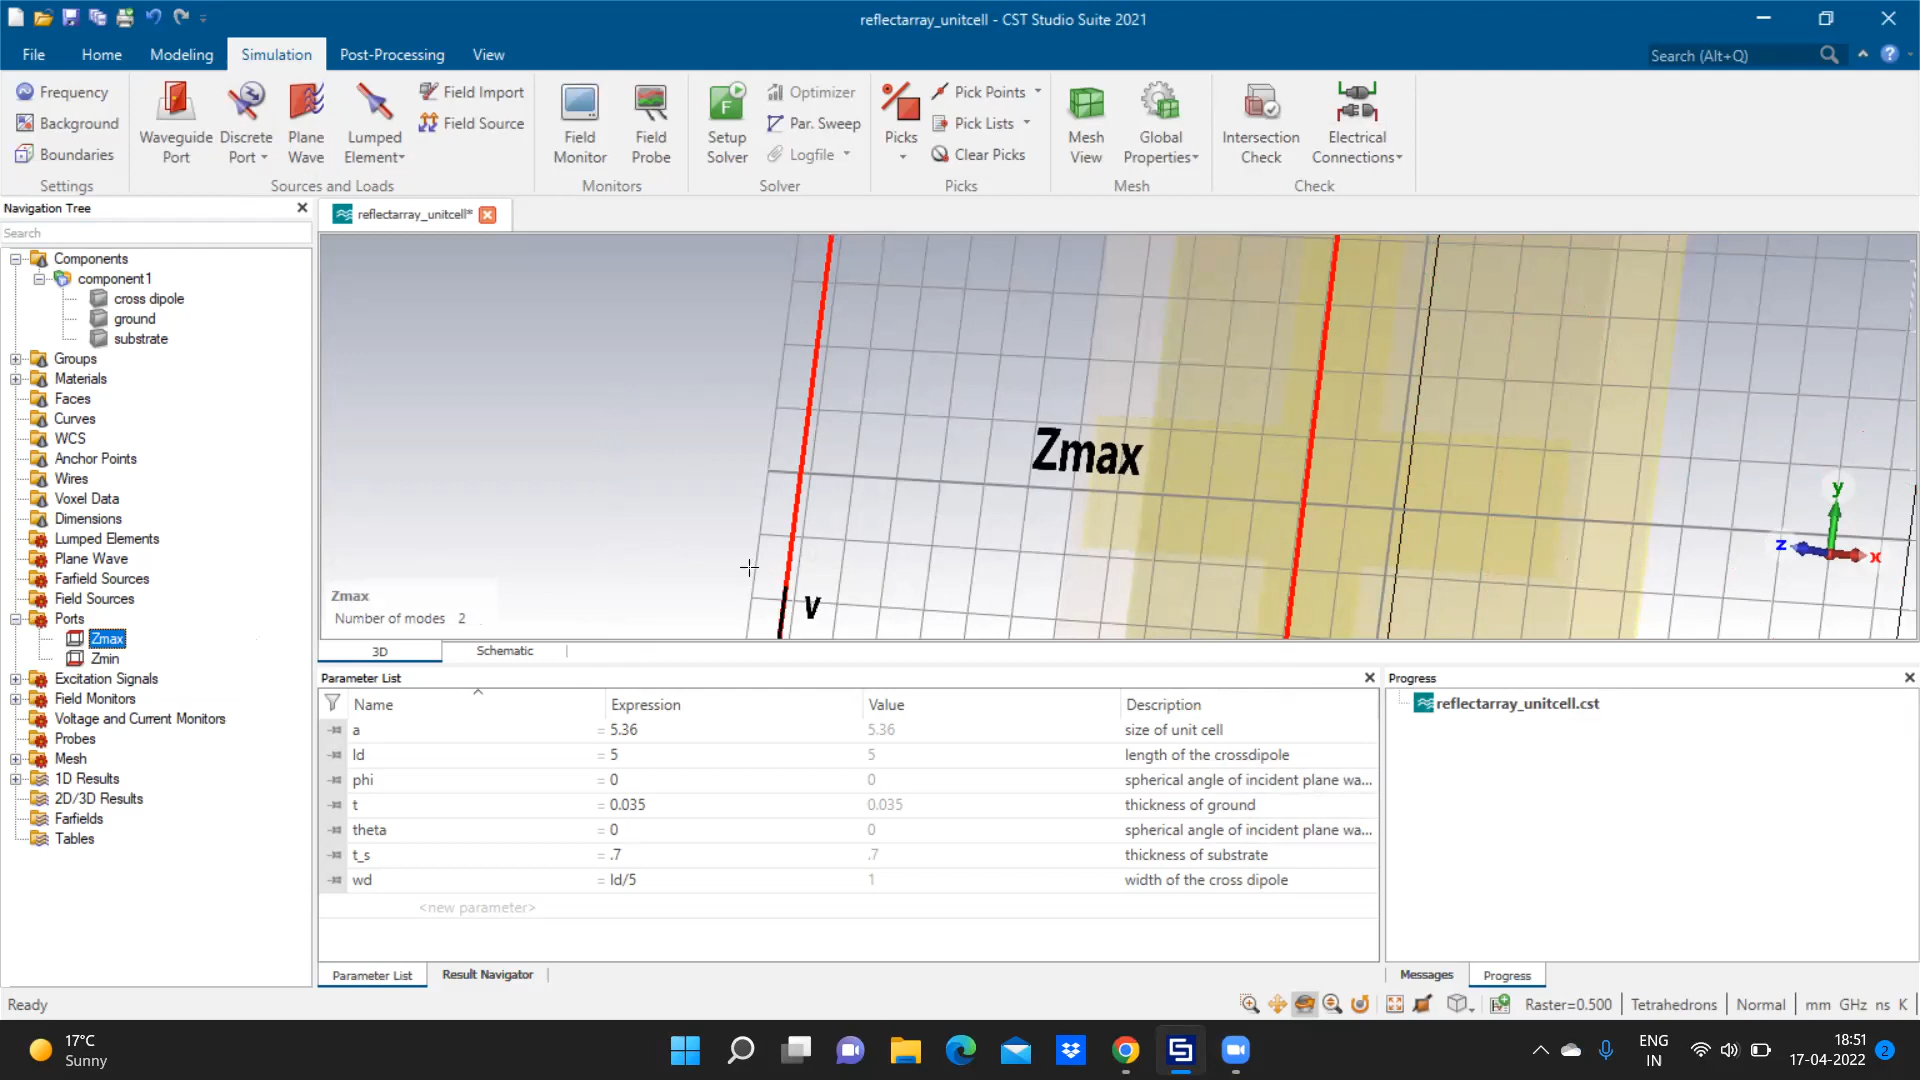 reflectarray_unitcell - CST Studio Suite 2021
File
Home
Modeling
Simulation
Post-Processing
View
Search (Alt+Q)
Frequency
Background
Boundaries
Settings
Waveguide Port
Discrete Port
Plane Wave
Lumped Element
Field Import
Field Source
Sources and Loads
Field Monitor
Field Probe
Monitors
Setup Solver
Optimizer
Par. Sweep
Logfile
Solver
Picks
Pick Points
Pick Lists
Clear Picks
Picks
Mesh View
Global Properties
Mesh
Intersection Check
Electrical Connections
Check
Navigation Tree
Search
Components
component1
cross dipole
ground
substrate
Groups
Materials
Faces
Curves
WCS
Anchor Points
Wires
Voxel Data
Dimensions
Lumped Elements
Plane Wave
Farfield Sources
Field Sources
Ports
Zmax
Zmin
Excitation Signals
Field Monitors
Voltage and Current Monitors
Probes
Mesh
1D Results
2D/3D Results
Farfields
Tables
reflectarray_unitcell*
Zmax
v
y
z
x
Zmax
Number of modes 2
3D
Schematic
Parameter List
Name Expression Value Description
a = 5.36 5.36 size of unit cell
ld = 5 5 length of the crossdipole
phi = 0 0 spherical angle of incident plane wa...
t = 0.035 0.035 thickness of ground
theta = 0 0 spherical angle of incident plane wa...
t_s = .7 .7 thickness of substrate
wd = ld/5 1 width of the cross dipole
<new parameter>
Parameter List
Result Navigator
Progress
reflectarray_unitcell.cst
Messages
Progress
Ready
Raster=0.500
Tetrahedrons
Normal
mm GHz ns K
17°C
Sunny
ENG
IN
18:51
17-04-2022
2